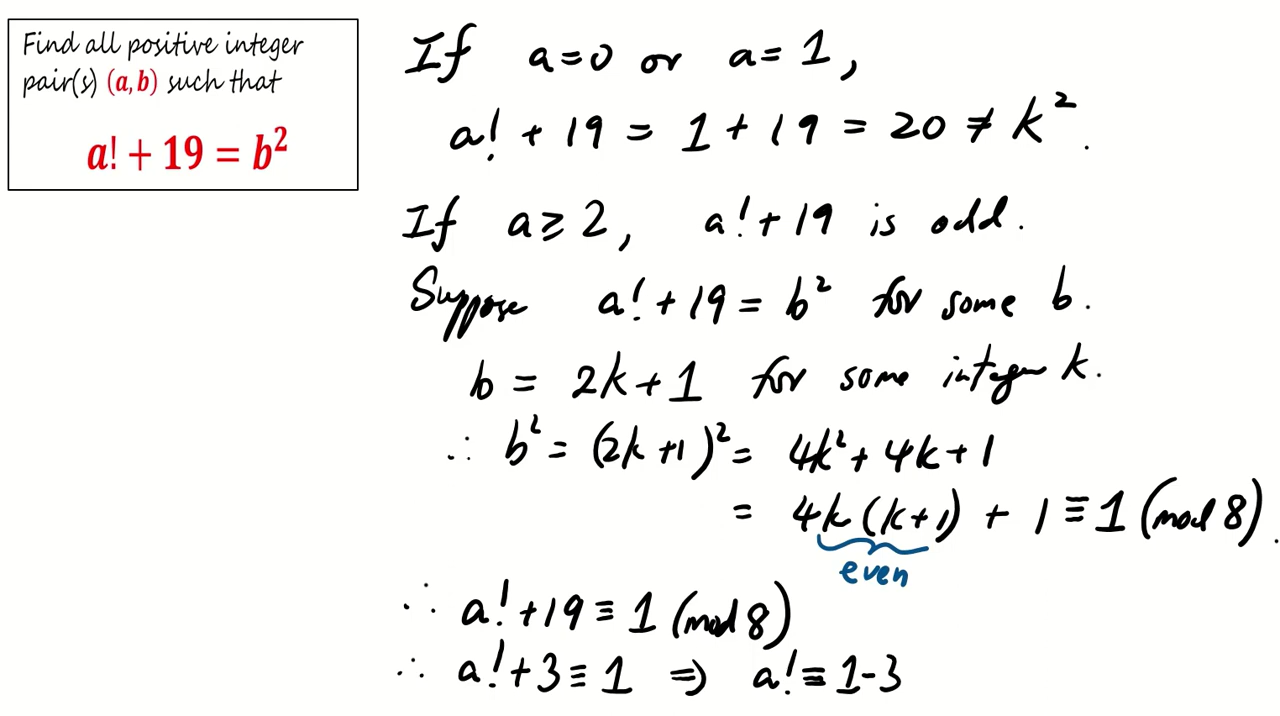 Find all positive integer
pair(s) (a,b) such that
a! + 19 = b²
If a=0 or a=1,
a! + 19 = 1 + 19 = 20 ≠ k².
If a≥2, a!+19 is odd.
Suppose a!+19 = b² for some b.
b = 2k+1 for some integer k.
∴ b² = (2k+1)² = 4k²+4k+1
= 4k(k+1) + 1 ≡ 1 (mod 8).
even
∴ a!+19 ≡ 1 (mod 8)
∴ a!+3 ≡ 1 ⇒ a! ≡ 1-3